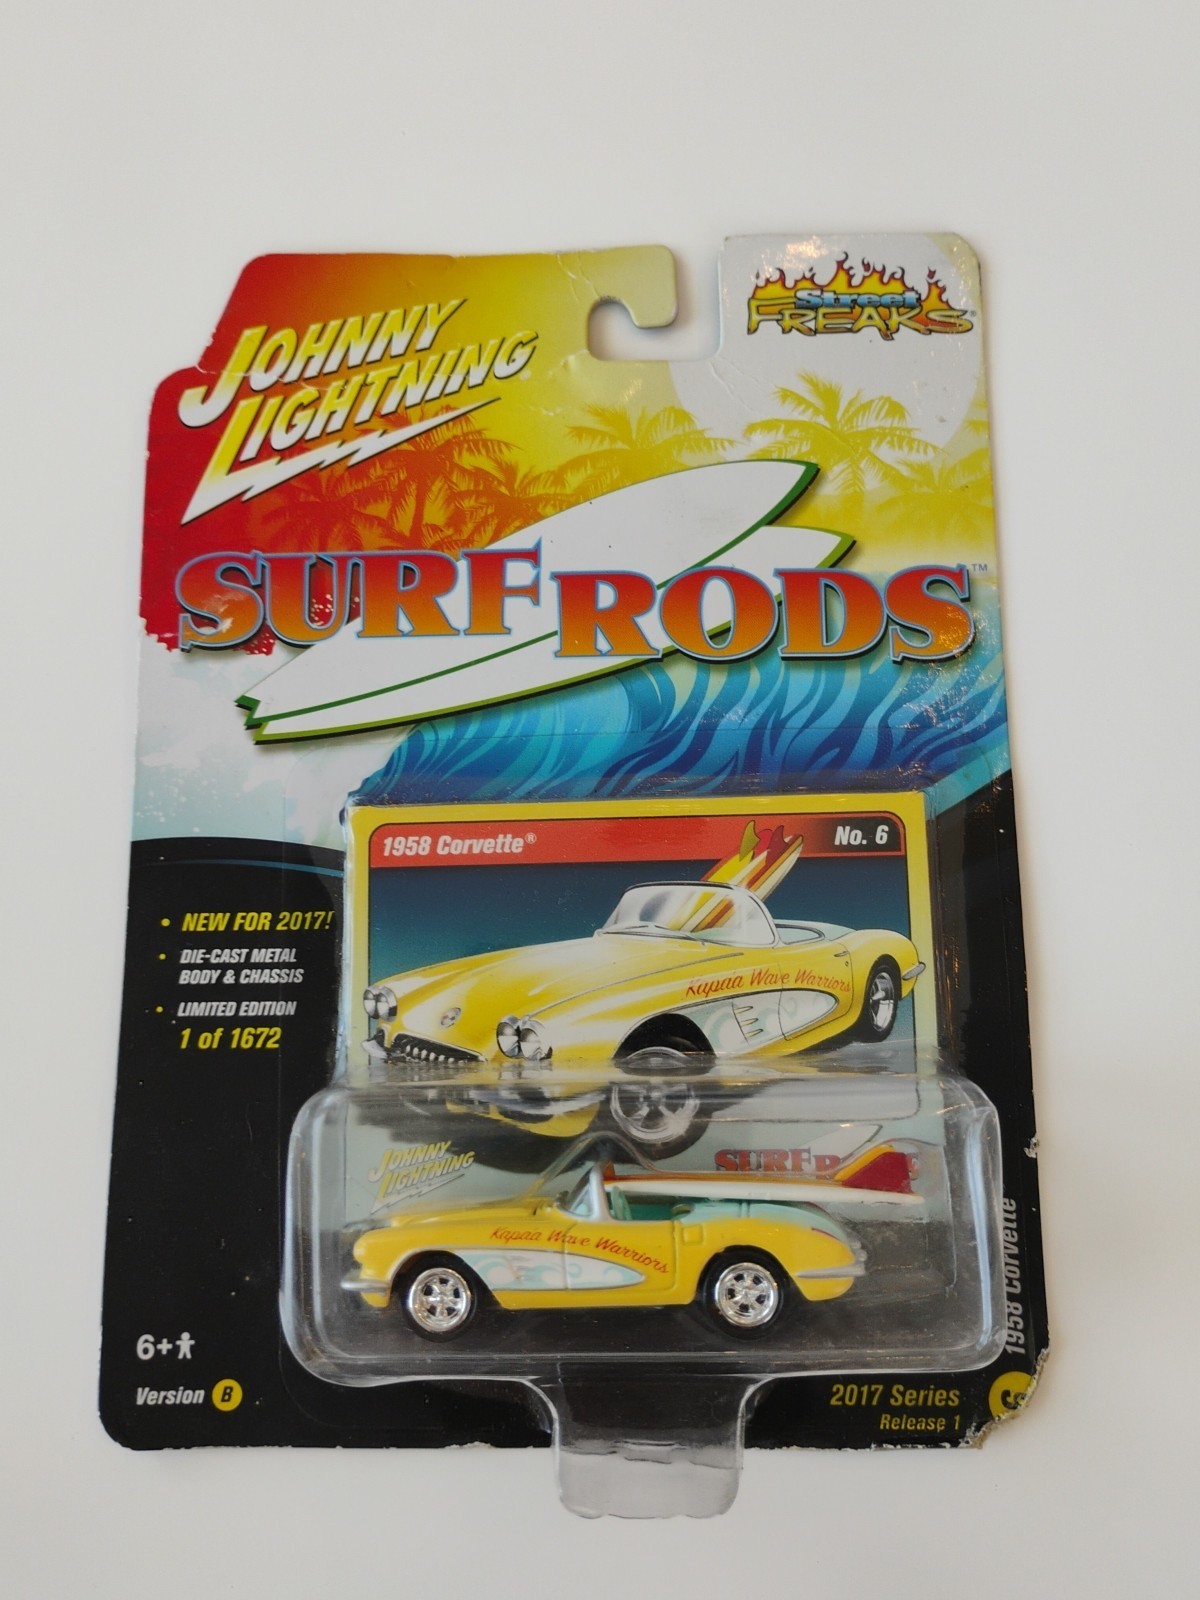 JOHNNY
LIGHTNING
Street
FREAKS
SURF RODS™
1958 Corvette®
No. 6
• NEW FOR 2017!
• DIE-CAST METAL
BODY & CHASSIS
• LIMITED EDITION
1 of 1672
Kapaa Wave Warriors
JOHNNY
LIGHTNING
SURF
Kapaa Wave Warriors
1958 Corvette
6+
Version B
2017 Series
Release 1